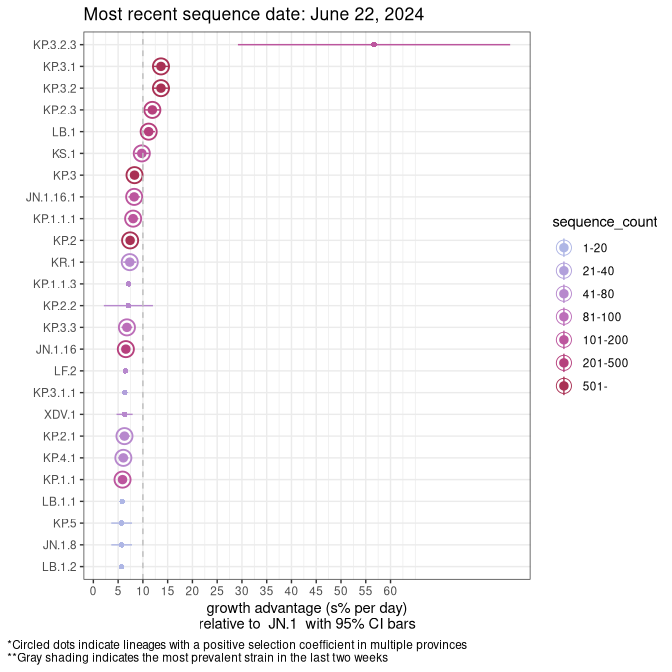 Most recent sequence date: June 22, 2024
KP.3.2.3
KP.3.1
KP.3.2
KP.2.3
LB.1
KS.1
KP.3
JN.1.16.1
KP.1.1.1
KP.2
KR.1
KP.1.1.3
KP.2.2
KP.3.3
JN.1.16
LF.2
KP.3.1.1
XDV.1
KP.2.1
KP.4.1
KP.1.1
LB.1.1
KP.5
JN.1.8
LB.1.2
0 5 10 15 20 25 30 35 40 45 50 55 60
growth advantage (s% per day)
relative to JN.1 with 95% CI bars
sequence_count
1-20
21-40
41-80
81-100
101-200
201-500
501-
*Circled dots indicate lineages with a positive selection coefficient in multiple provinces
**Gray shading indicates the most prevalent strain in the last two weeks